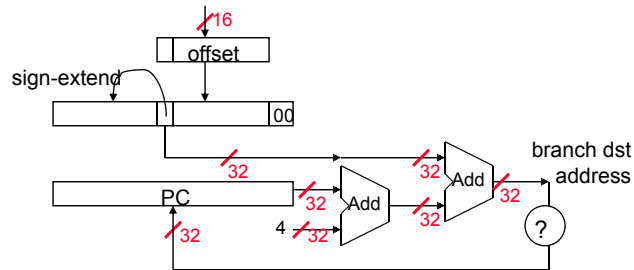 16
offset
sign-extend
00
32
32
branch dst
address
Add
32
PC
32
Add
32
4
32
32
?